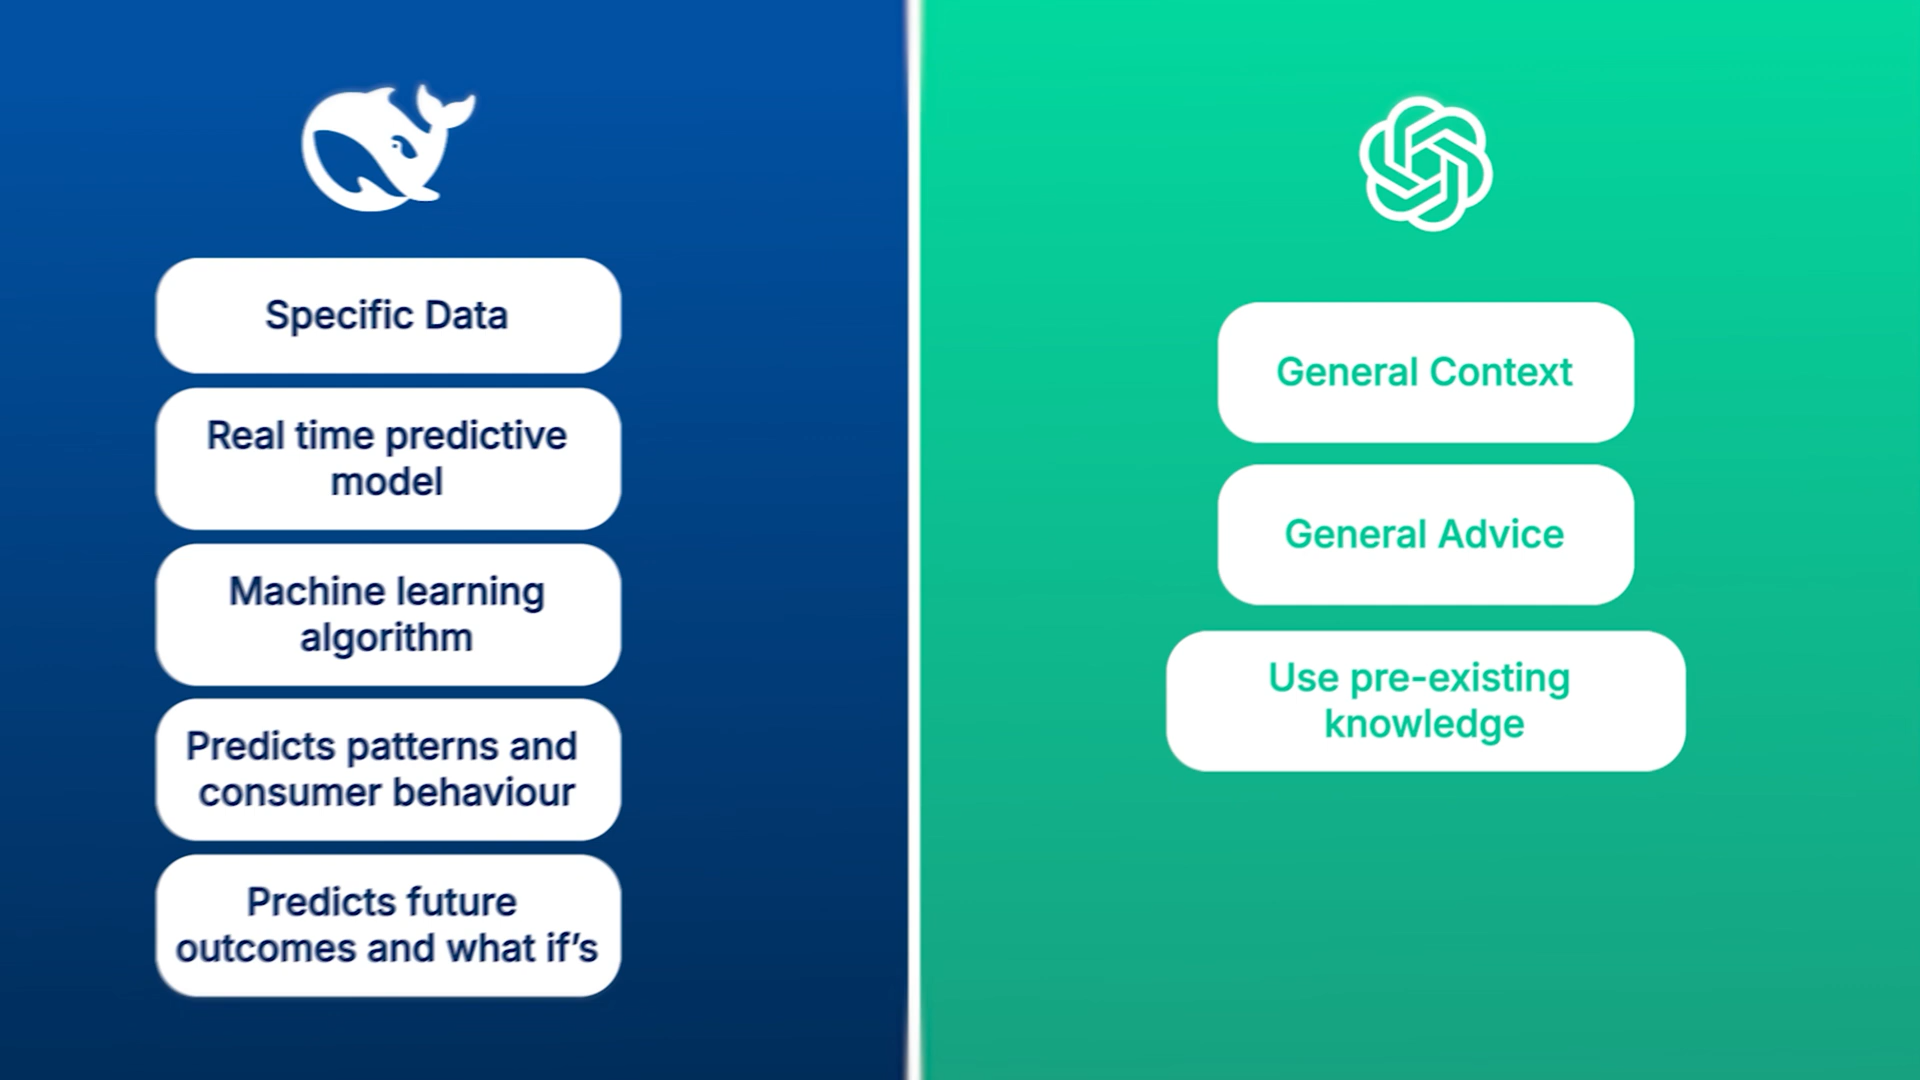 Specific Data
Real time predictive
model
Machine learning
algorithm
Predicts patterns and
consumer behaviour
Predicts future
outcomes and what if’s
General Context
General Advice
Use pre-existing
knowledge